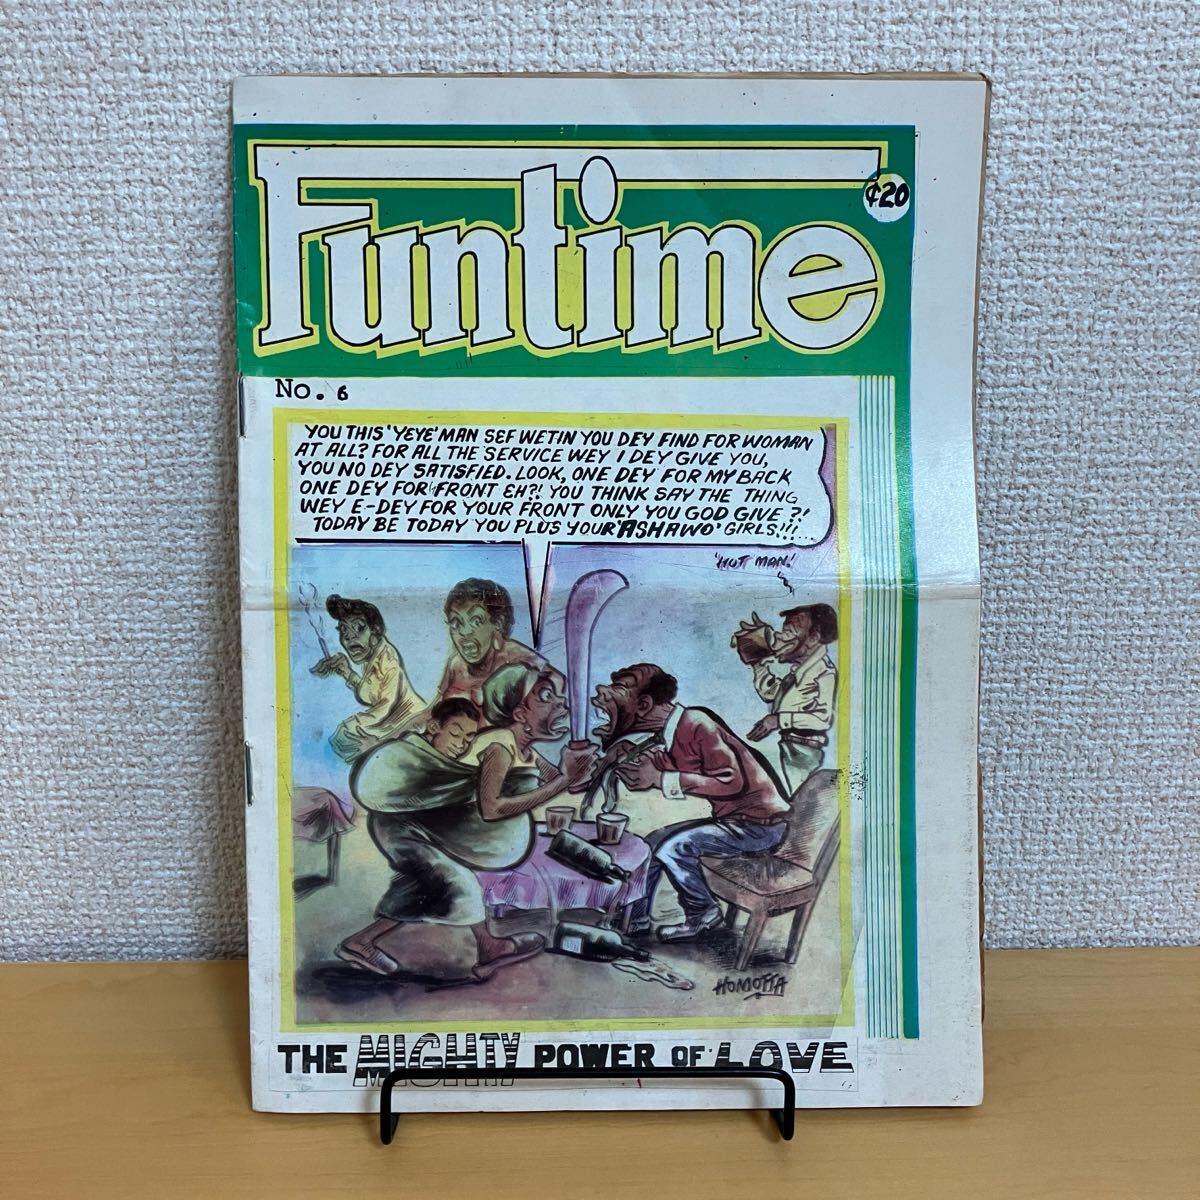 Funtime
¢20
No. 6
YOU THIS 'YEYE' MAN SEF WETIN YOU DEY FIND FOR WOMAN
AT ALL? FOR ALL THE SERVICE WEY I DEY GIVE YOU,
YOU NO DEY SATISFIED. LOOK, ONE DEY FOR MY BACK
ONE DEY FOR FRONT EH?! YOU THINK SAY THE THING
WEY E-DEY FOR YOUR FRONT ONLY YOU GOD GIVE ?!
TODAY BE TODAY YOU PLUS YOUR 'ASHAWO' GIRLS!!!...
'HOT MAN!'
HOMOTTA
THE MIGHTY POWER OF LOVE